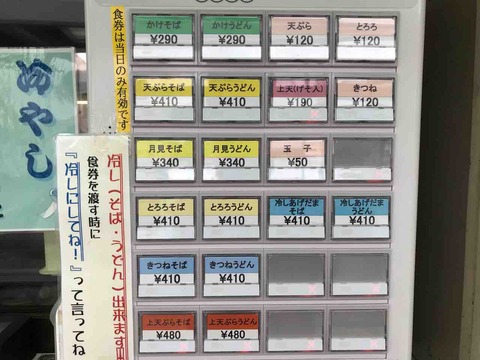 食券は当日のみ有効です
かけそば
¥290
かけうどん
¥290
天ぷら
¥120
とろろ
¥120
天ぷらそば
¥410
天ぷらうどん
¥410
上天(げそ入)
¥190
きつね
¥120
月見そば
¥340
月見うどん
¥340
玉子
¥50
とろろそば
¥410
とろろうどん
¥410
冷しあげだま
そば
¥410
冷しあげだま
うどん
¥410
きつねそば
¥410
きつねうどん
¥410
上天ぷらそば
¥480
上天ぷらうどん
¥480
冷し(そば・うどん)出来ます!!
食券を渡す時に
『冷しにしてね!』って言ってね
冷やし